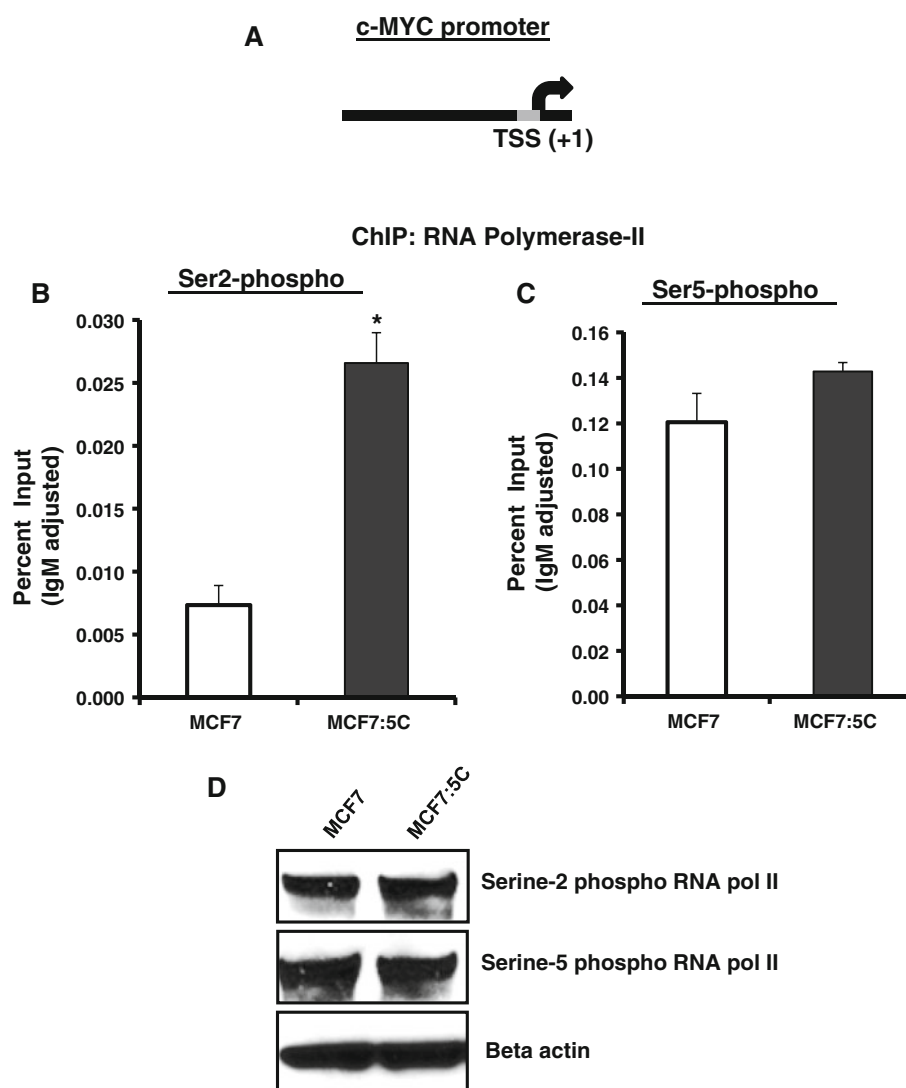 A
c-MYC promoter
TSS (+1)
ChIP: RNA Polymerase-II
B
Ser2-phospho
Percent Input
(IgM adjusted)
0.030
0.025
0.020
0.015
0.010
0.005
0.000
*
MCF7
MCF7:5C
C
Ser5-phospho
Percent Input
(IgM adjusted)
0.16
0.14
0.12
0.10
0.08
0.06
0.04
0.02
0.00
MCF7
MCF7:5C
D
MCF7
MCF7:5C
Serine-2 phospho RNA pol II
Serine-5 phospho RNA pol II
Beta actin